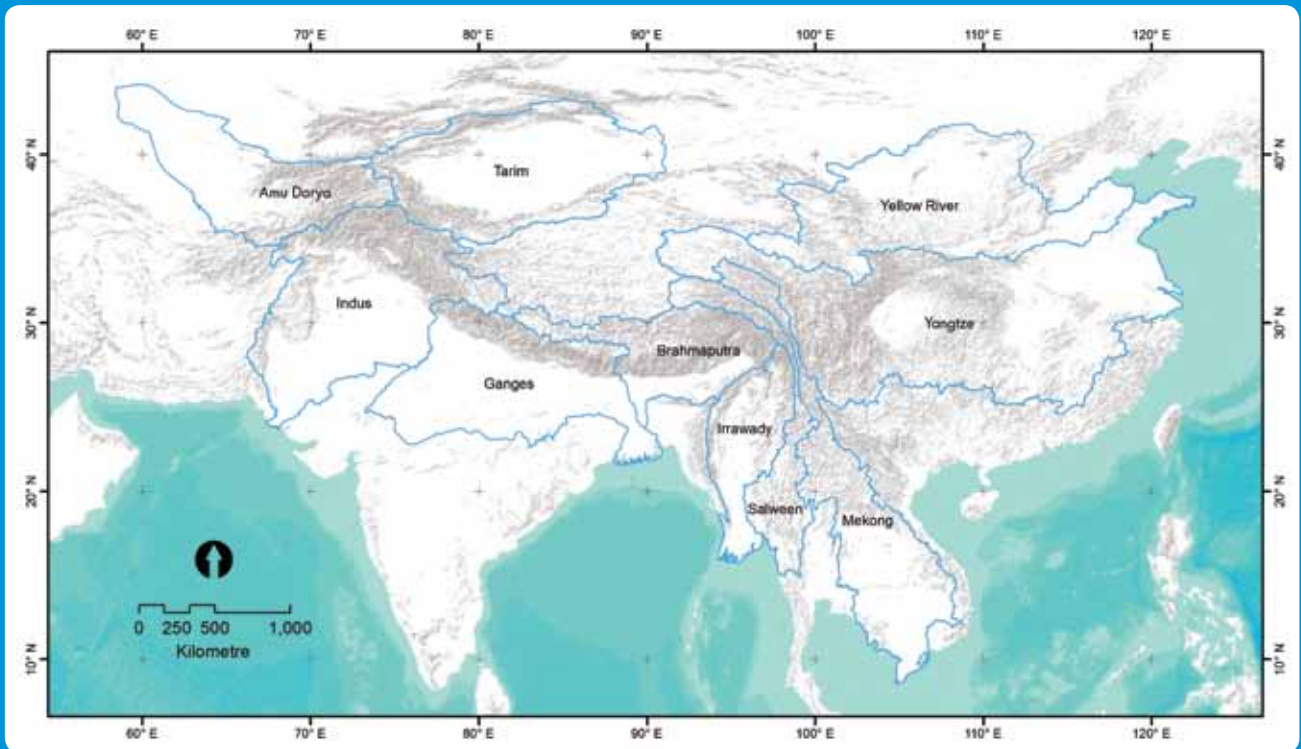 60° E 70° E 80° E 90° E 100° E 110° E 120° E
40° N 40° N
Tarim
Amu Darya
Yellow River
Indus
30° N 30° N
Yangtze
Brahmaputra
Ganges
Irrawady
20° N 20° N
Salween
Mekong
0 250 500 1,000
Kilometre
10° N 10° N
60° E 70° E 80° E 90° E 100° E 110° E 120° E